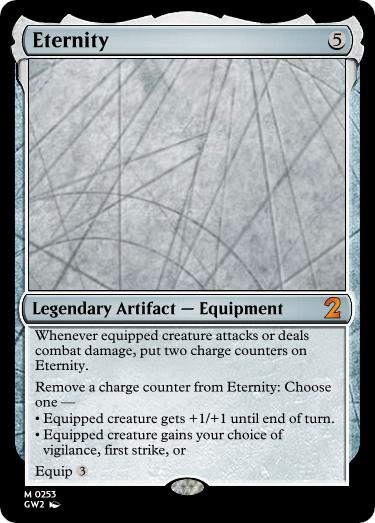 Eternity 5
Legendary Artifact — Equipment 2
Whenever equipped creature attacks or deals
combat damage, put two charge counters on
Eternity.
Remove a charge counter from Eternity: Choose
one —
• Equipped creature gets +1/+1 until end of turn.
• Equipped creature gains your choice of
vigilance, first strike, or
Equip 3
M 0253
GW2